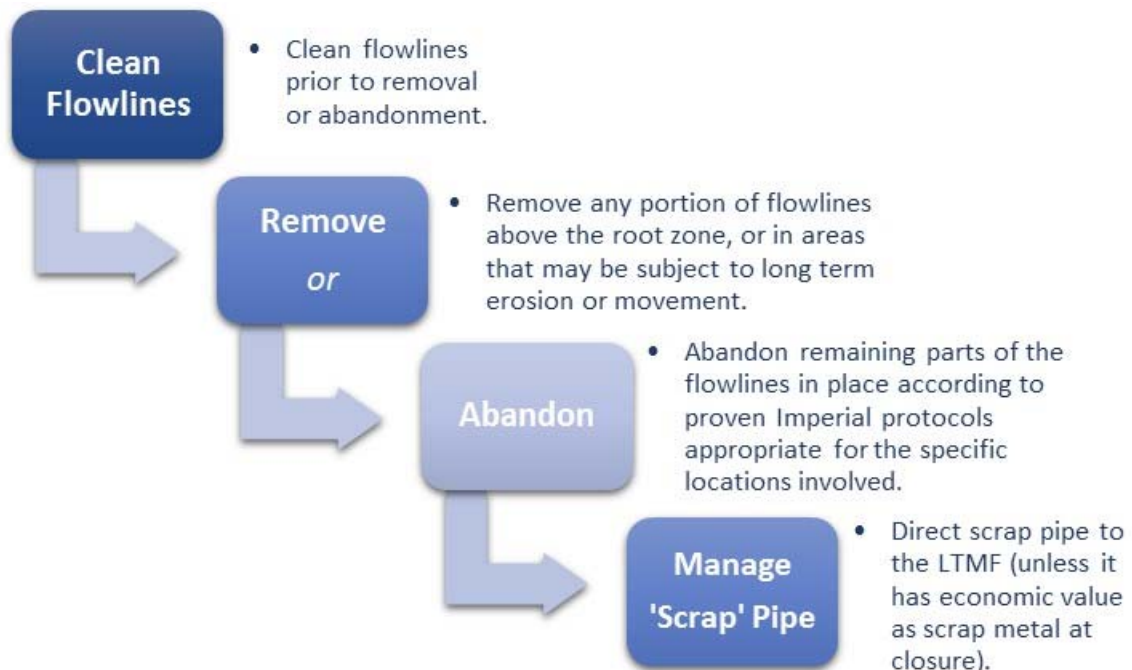 Clean
Flowlines
• Clean flowlines
prior to removal
or abandonment.
Remove
or
• Remove any portion of flowlines
above the root zone, or in areas
that may be subject to long term
erosion or movement.
Abandon
• Abandon remaining parts of the
flowlines in place according to
proven Imperial protocols
appropriate for the specific
locations involved.
Manage
'Scrap' Pipe
• Direct scrap pipe to
the LTMF (unless it
has economic value
as scrap metal at
closure).